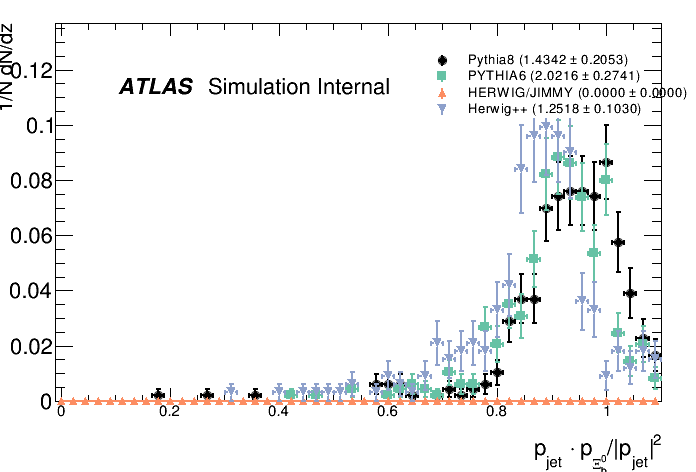 1/N dN/dz
ATLAS Simulation Internal
Pythia8 (1.4342 ± 0.2053)
PYTHIA6 (2.0216 ± 0.2741)
HERWIG/JIMMY (0.0000 ± 0.0000)
Herwig++ (1.2518 ± 0.1030)
0.12
0.1
0.08
0.06
0.04
0.02
0
0 0.2 0.4 0.6 0.8 1
p_jet · p_Ξ_b^0/|p_jet|^2